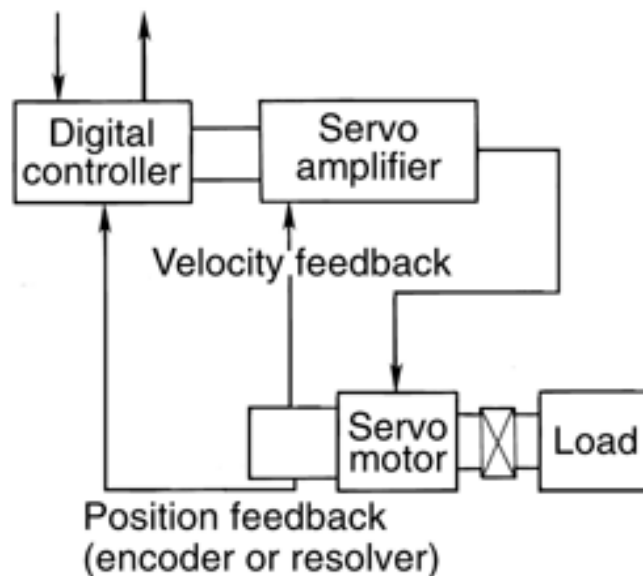 Digital
controller
Servo
amplifier
Velocity feedback
Servo
motor
Load
Position feedback
(encoder or resolver)